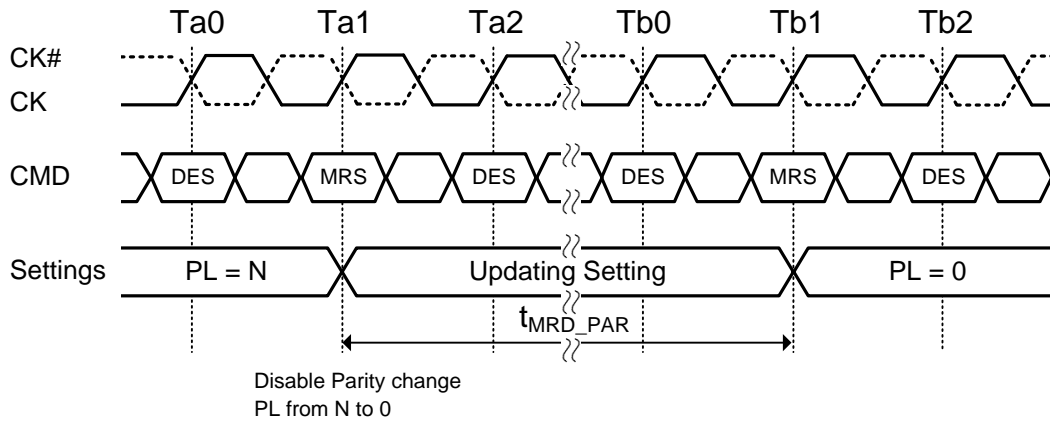 Ta0 Ta1 Ta2 Tb0 Tb1 Tb2
CK#
CK
CMD DES MRS DES DES MRS DES
Settings PL = N Updating Setting PL = 0
tMRD_PAR
Disable Parity change
PL from N to 0